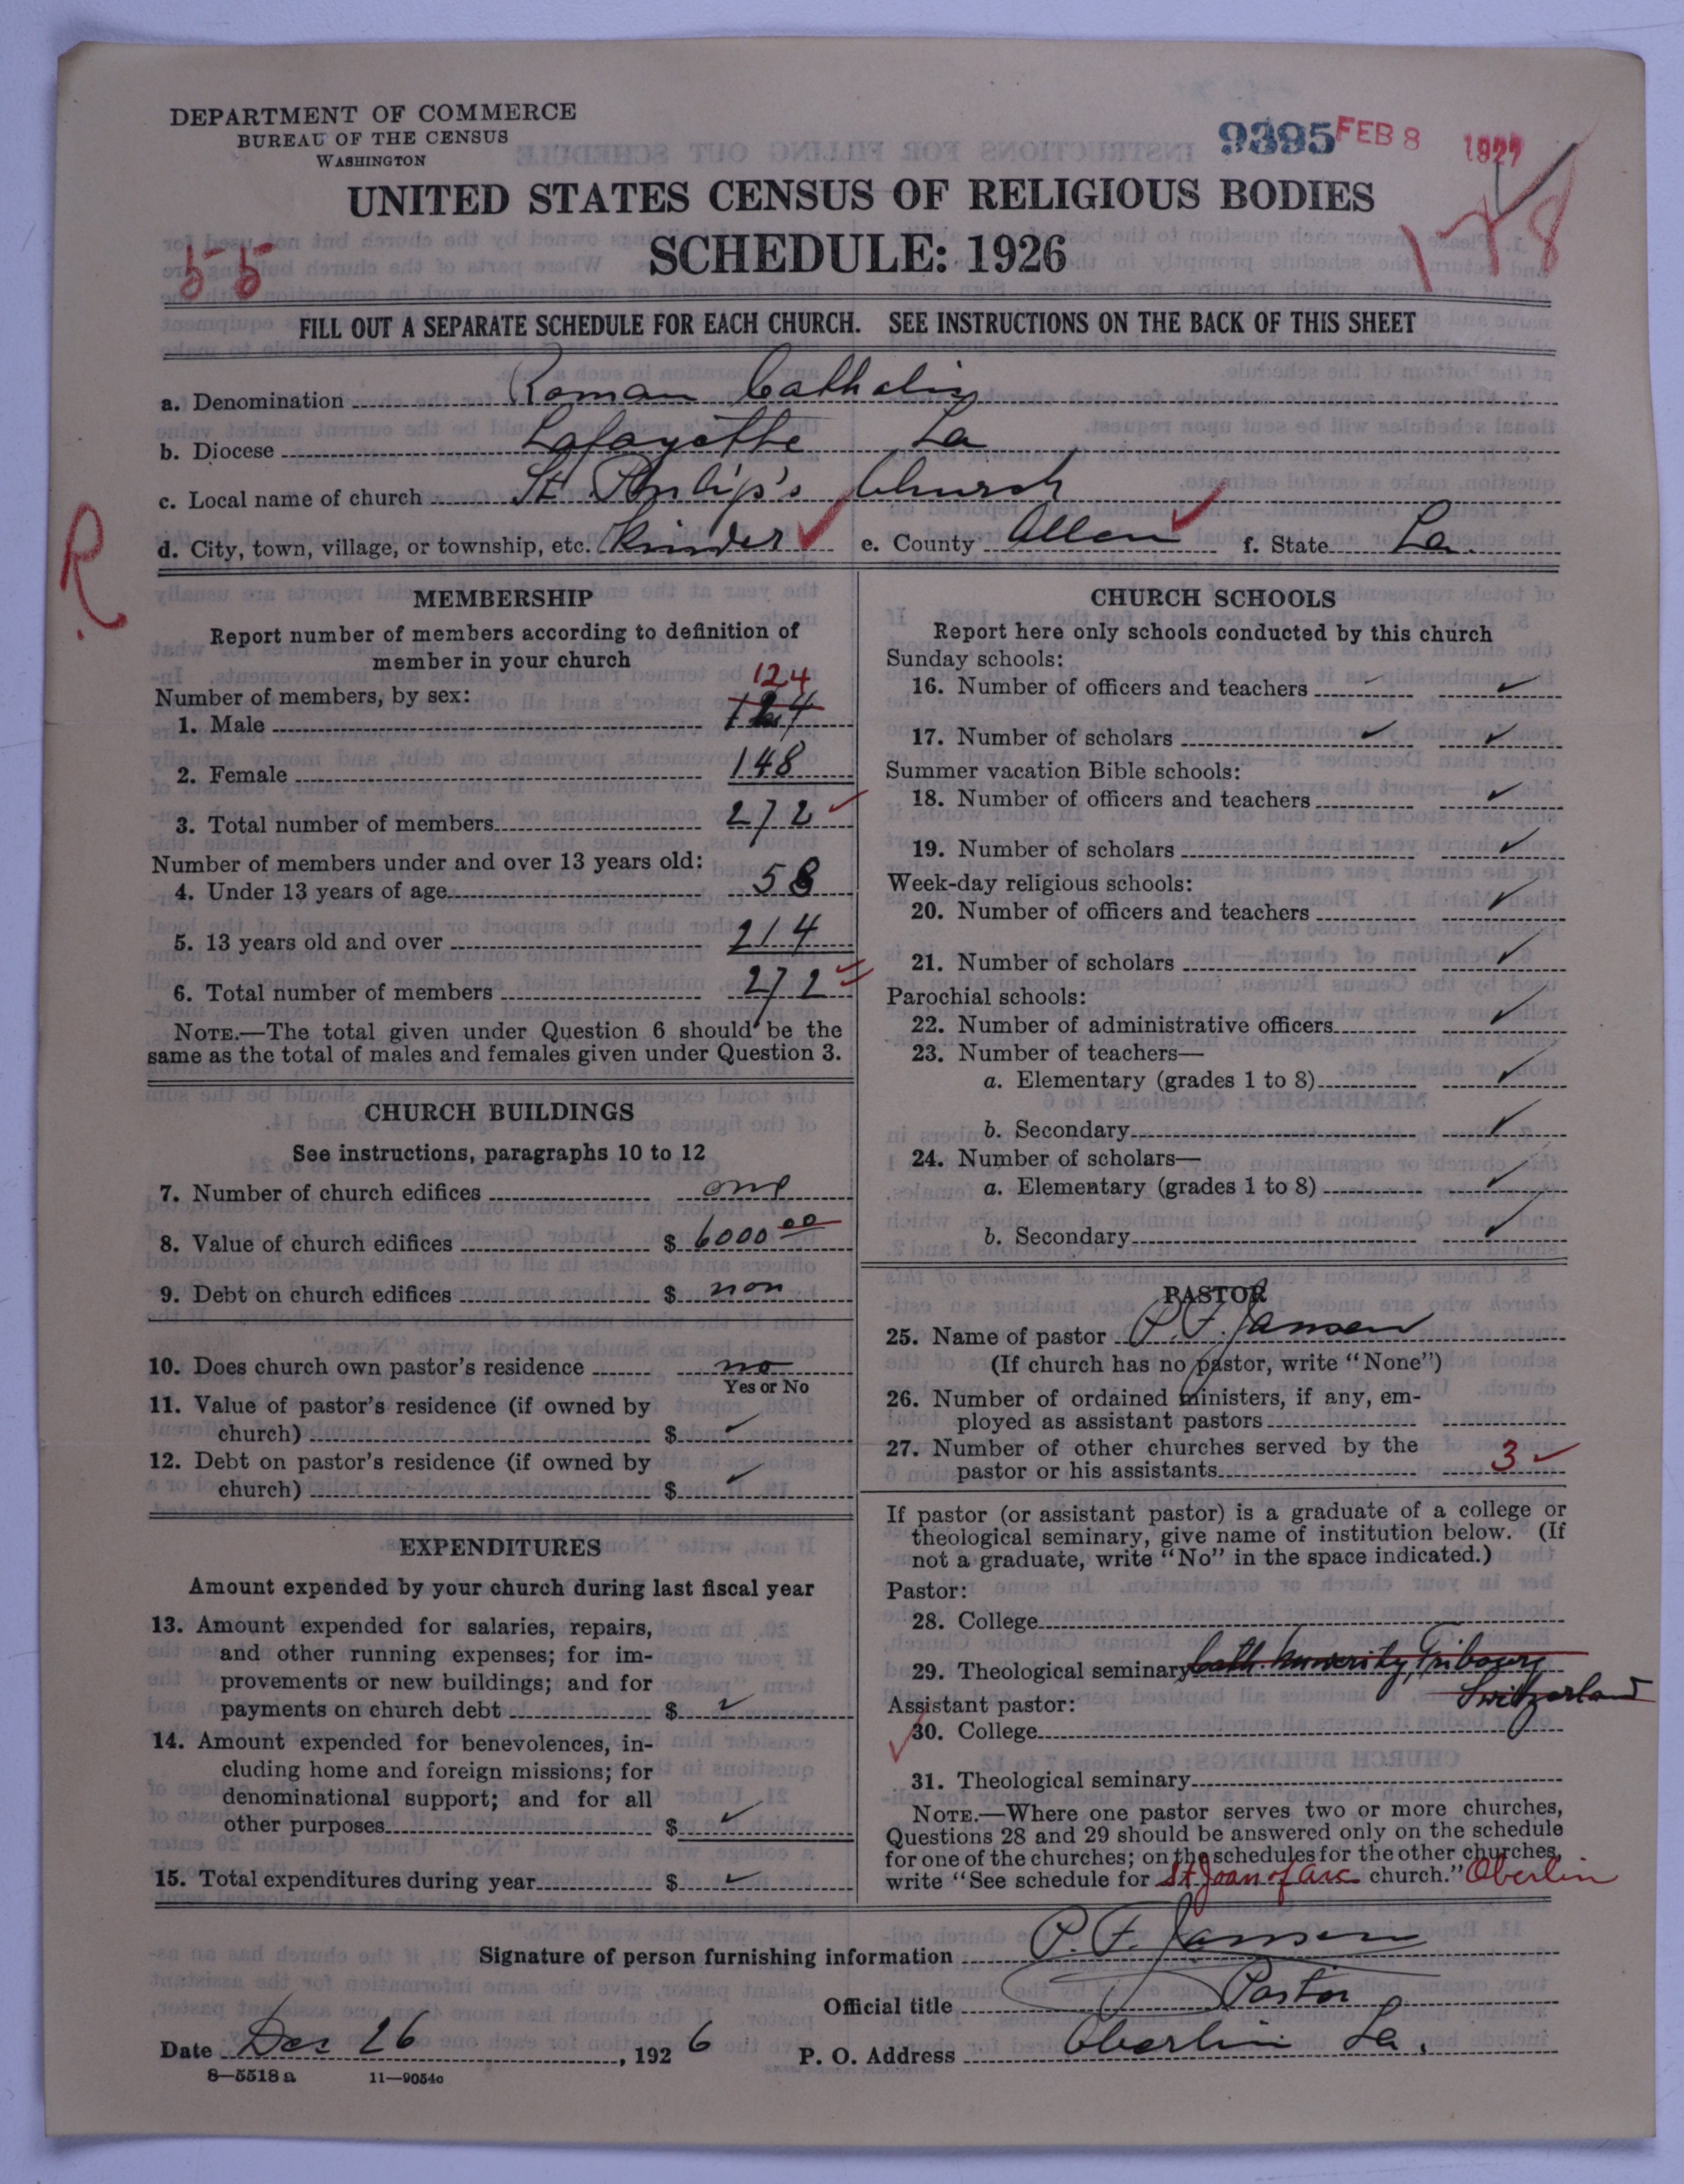 DEPARTMENT OF COMMERCE
BUREAU OF THE CENSUS
WASHINGTON
9395 FEB 8 1927
UNITED STATES CENSUS OF RELIGIOUS BODIES
SCHEDULE: 1926
55
178
FILL OUT A SEPARATE SCHEDULE FOR EACH CHURCH. SEE INSTRUCTIONS ON THE BACK OF THIS SHEET
a. Denomination Roman Catholic
b. Diocese Lafayette La
c. Local name of church St. Philip's Church
d. City, town, village, or township, etc. Kinder ✓ e. County Allen ✓ f. State La.
R
MEMBERSHIP
Report number of members according to definition of
member in your church
Number of members, by sex:
124
1. Male 124
2. Female 148
3. Total number of members 272 ✓
Number of members under and over 13 years old:
4. Under 13 years of age 58
5. 13 years old and over 214
6. Total number of members 272
NOTE.—The total given under Question 6 should be the
same as the total of males and females given under Question 3.
CHURCH BUILDINGS
See instructions, paragraphs 10 to 12
7. Number of church edifices one
8. Value of church edifices $ 6000 00
9. Debt on church edifices $ non
10. Does church own pastor's residence no
Yes or No
11. Value of pastor's residence (if owned by
church) $ ✓
12. Debt on pastor's residence (if owned by
church) $ ✓
EXPENDITURES
Amount expended by your church during last fiscal year
13. Amount expended for salaries, repairs,
and other running expenses; for im-
provements or new buildings; and for
payments on church debt $ ✓
14. Amount expended for benevolences, in-
cluding home and foreign missions; for
denominational support; and for all
other purposes $ ✓
15. Total expenditures during year $ ✓
CHURCH SCHOOLS
Report here only schools conducted by this church
Sunday schools:
16. Number of officers and teachers ✓
17. Number of scholars ✓ ✓
Summer vacation Bible schools:
18. Number of officers and teachers ✓
19. Number of scholars ✓
Week-day religious schools:
20. Number of officers and teachers ✓
21. Number of scholars ✓
Parochial schools:
22. Number of administrative officers ✓
23. Number of teachers—
a. Elementary (grades 1 to 8) ✓
b. Secondary ✓
24. Number of scholars—
a. Elementary (grades 1 to 8) ✓
b. Secondary ✓
PASTOR
25. Name of pastor P. F. Jansen
(If church has no pastor, write "None")
26. Number of ordained ministers, if any, em-
ployed as assistant pastors
27. Number of other churches served by the
pastor or his assistants 3 ✓
If pastor (or assistant pastor) is a graduate of a college or
theological seminary, give name of institution below. (If
not a graduate, write "No" in the space indicated.)
Pastor:
28. College
29. Theological seminary Cath. University, Fribourg
Switzerland
Assistant pastor:
✓ 30. College
31. Theological seminary
NOTE.—Where one pastor serves two or more churches,
Questions 28 and 29 should be answered only on the schedule
for one of the churches; on the schedules for the other churches,
write "See schedule for St Joan of Arc church." Oberlin
Signature of person furnishing information P. F. Jansen
Official title Pastor
Date Dec 26, 1926 P. O. Address Oberlin La.
8—5518a 11—9054c